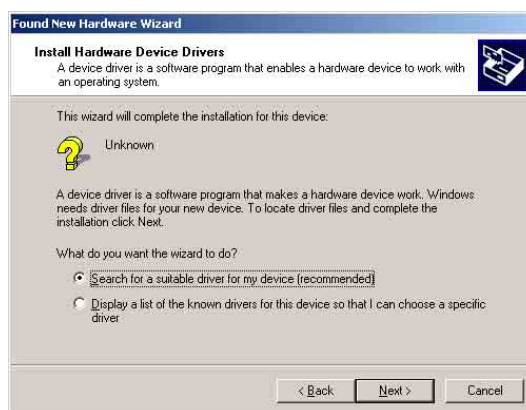 Found New Hardware Wizard
Install Hardware Device Drivers
A device driver is a software program that enables a hardware device to work with
an operating system.
This wizard will complete the installation for this device:
Unknown
A device driver is a software program that makes a hardware device work. Windows
needs driver files for your new device. To locate driver files and complete the
installation click Next.
What do you want the wizard to do?
Search for a suitable driver for my device (recommended)
Display a list of the known drivers for this device so that I can choose a specific
driver
< Back
Next >
Cancel